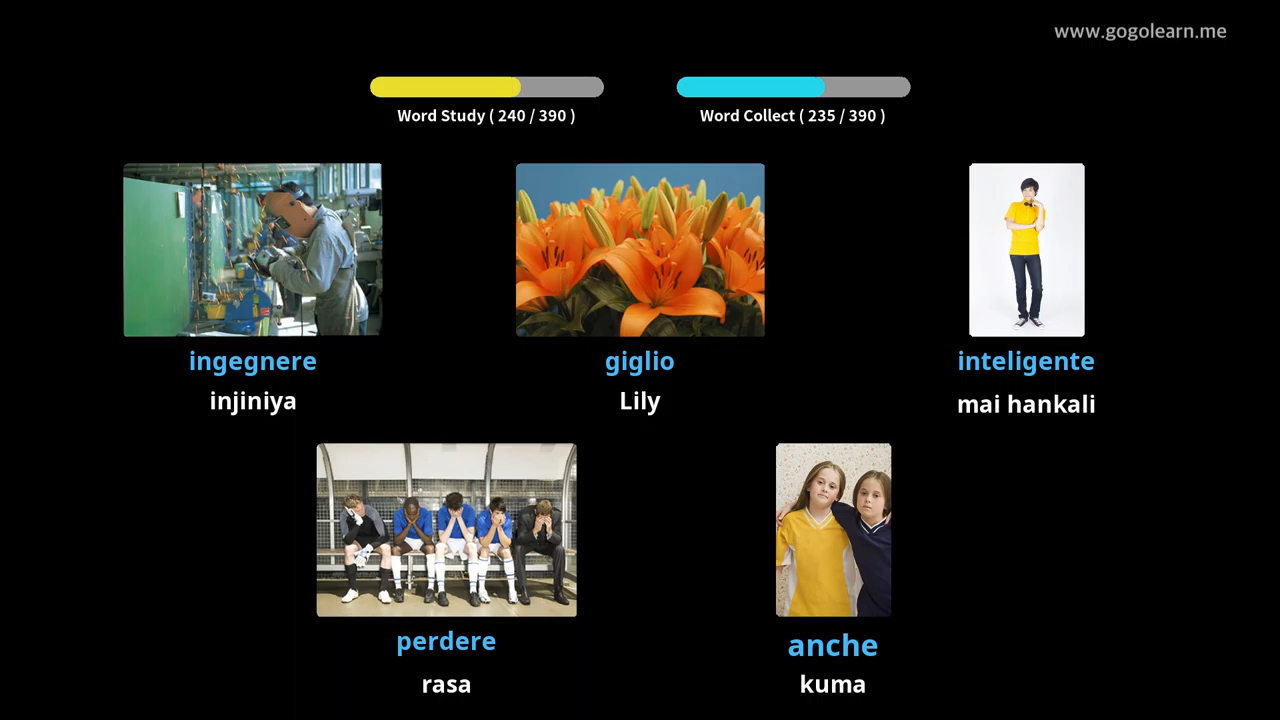 www.gogolearn.me
Word Study ( 240 / 390 )
Word Collect ( 235 / 390 )
ingegnere
injiniya
giglio
Lily
inteligente
mai hankali
perdere
rasa
anche
kuma